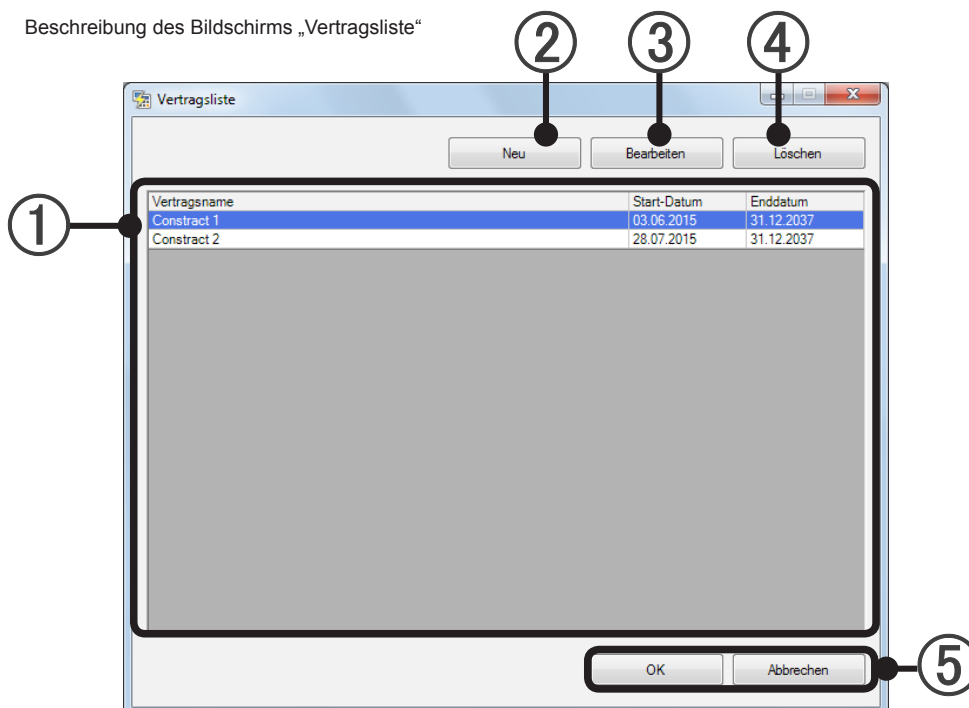 Beschreibung des Bildschirms „Vertragsliste“
② ③ ④
Vertragsliste
Neu Bearbeiten Löschen
①
Vertragsname Start-Datum Enddatum
Constract 1 03.06.2015 31.12.2037
Constract 2 28.07.2015 31.12.2037
OK Abbrechen
⑤